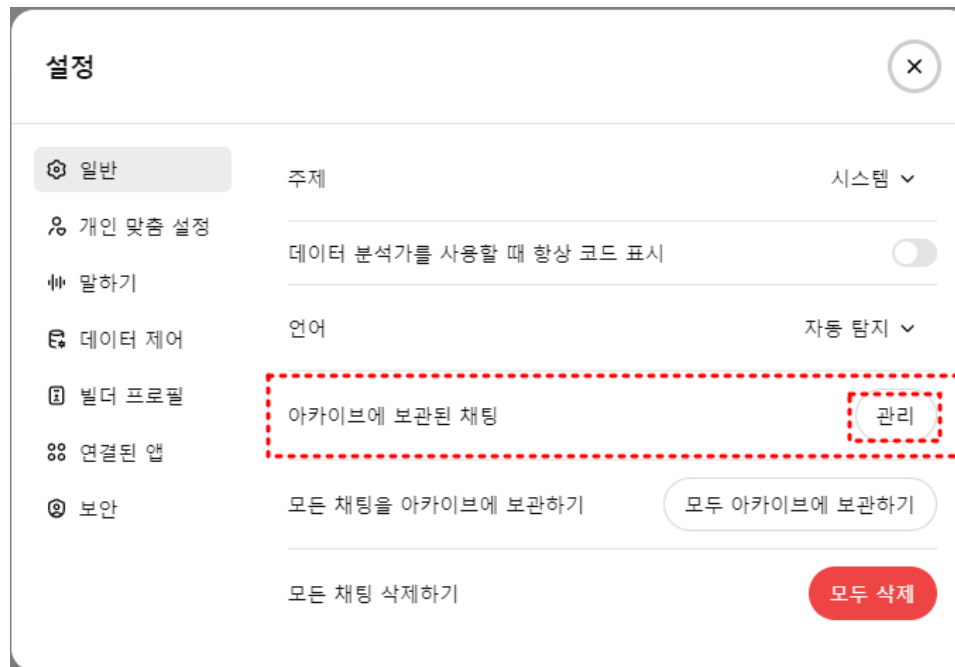 설정
일반
개인 맞춤 설정
말하기
데이터 제어
빌더 프로필
연결된 앱
보안
주제
시스템
데이터 분석가를 사용할 때 항상 코드 표시
언어
자동 탐지
아카이브에 보관된 채팅
관리
모든 채팅을 아카이브에 보관하기
모두 아카이브에 보관하기
모든 채팅 삭제하기
모두 삭제